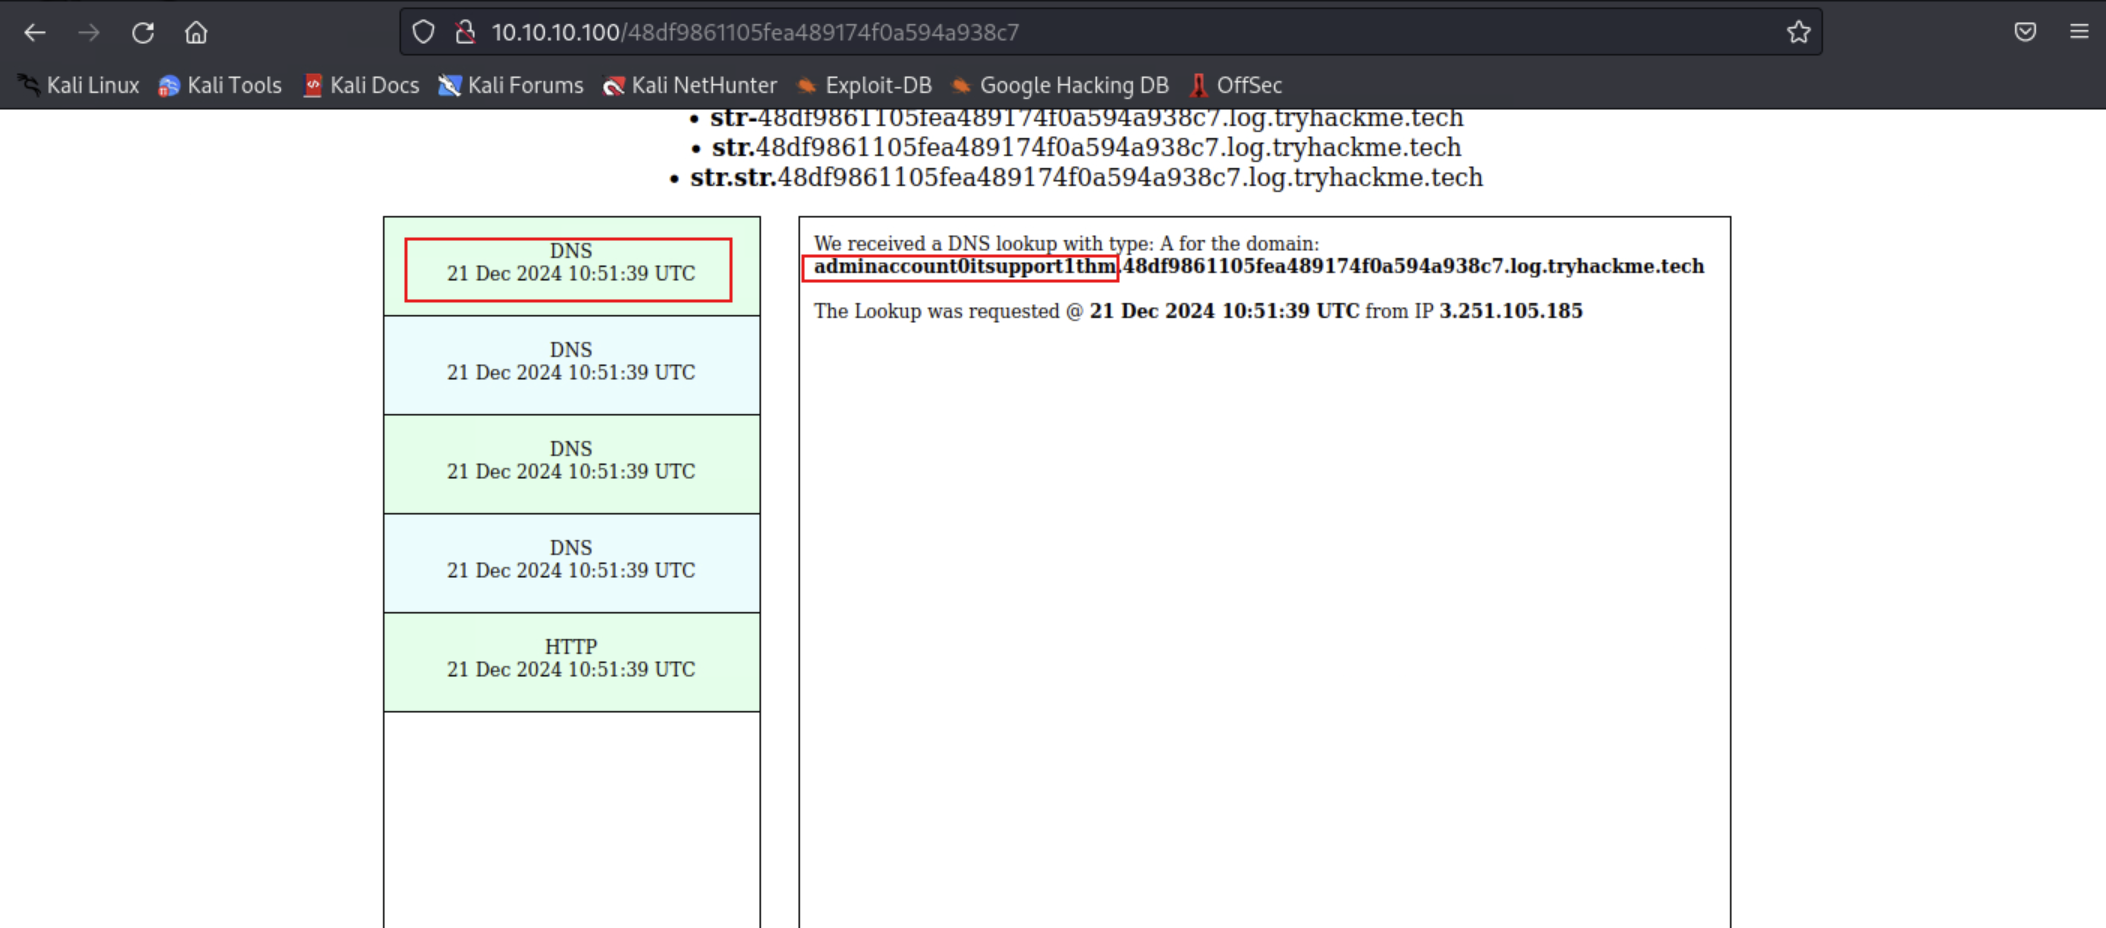 10.10.10.100/48df9861105fea489174f0a594a938c7
Kali Linux Kali Tools Kali Docs Kali Forums Kali NetHunter Exploit-DB Google Hacking DB OffSec
• str-48df9861105fea489174f0a594a938c7.log.tryhackme.tech
• str.48df9861105fea489174f0a594a938c7.log.tryhackme.tech
• str.str.48df9861105fea489174f0a594a938c7.log.tryhackme.tech
DNS
21 Dec 2024 10:51:39 UTC
DNS
21 Dec 2024 10:51:39 UTC
DNS
21 Dec 2024 10:51:39 UTC
DNS
21 Dec 2024 10:51:39 UTC
HTTP
21 Dec 2024 10:51:39 UTC
We received a DNS lookup with type: A for the domain:
adminaccount0itsupport1thm.48df9861105fea489174f0a594a938c7.log.tryhackme.tech
The Lookup was requested @ 21 Dec 2024 10:51:39 UTC from IP 3.251.105.185